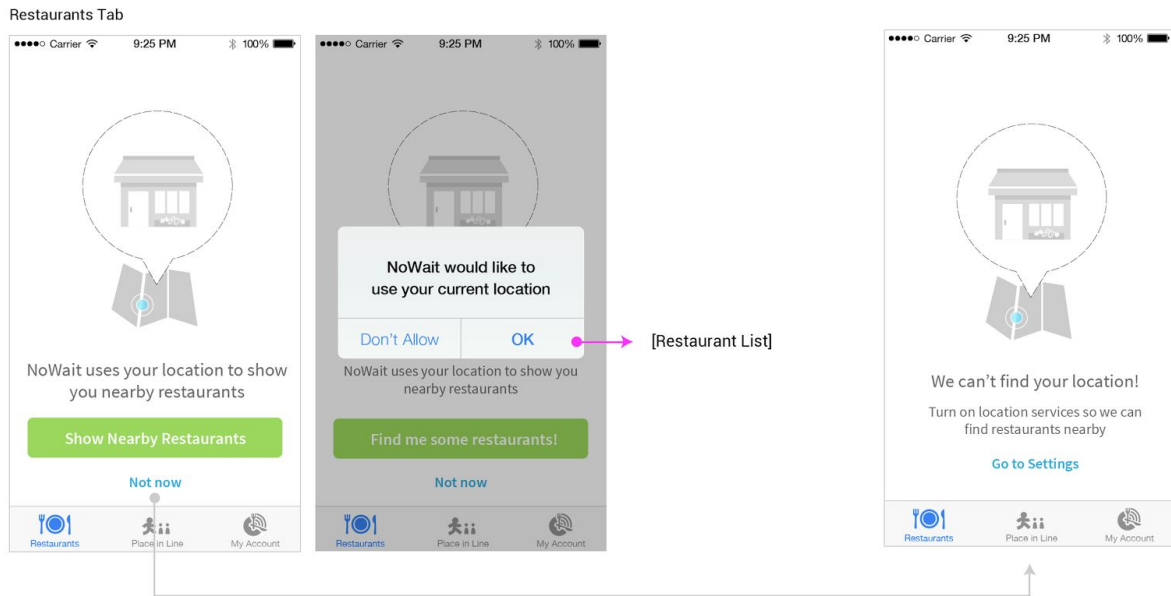 Restaurants Tab
Carrier 9:25 PM 100%
NoWait uses your location to show
you nearby restaurants
Show Nearby Restaurants
Not now
Restaurants Place in Line My Account
Carrier 9:25 PM 100%
NoWait would like to
use your current location
Don't Allow OK
NoWait uses your location to show you
nearby restaurants
Find me some restaurants!
Not now
Restaurants Place in Line My Account
[Restaurant List]
Carrier 9:25 PM 100%
We can’t find your location!
Turn on location services so we can
find restaurants nearby
Go to Settings
Restaurants Place in Line My Account